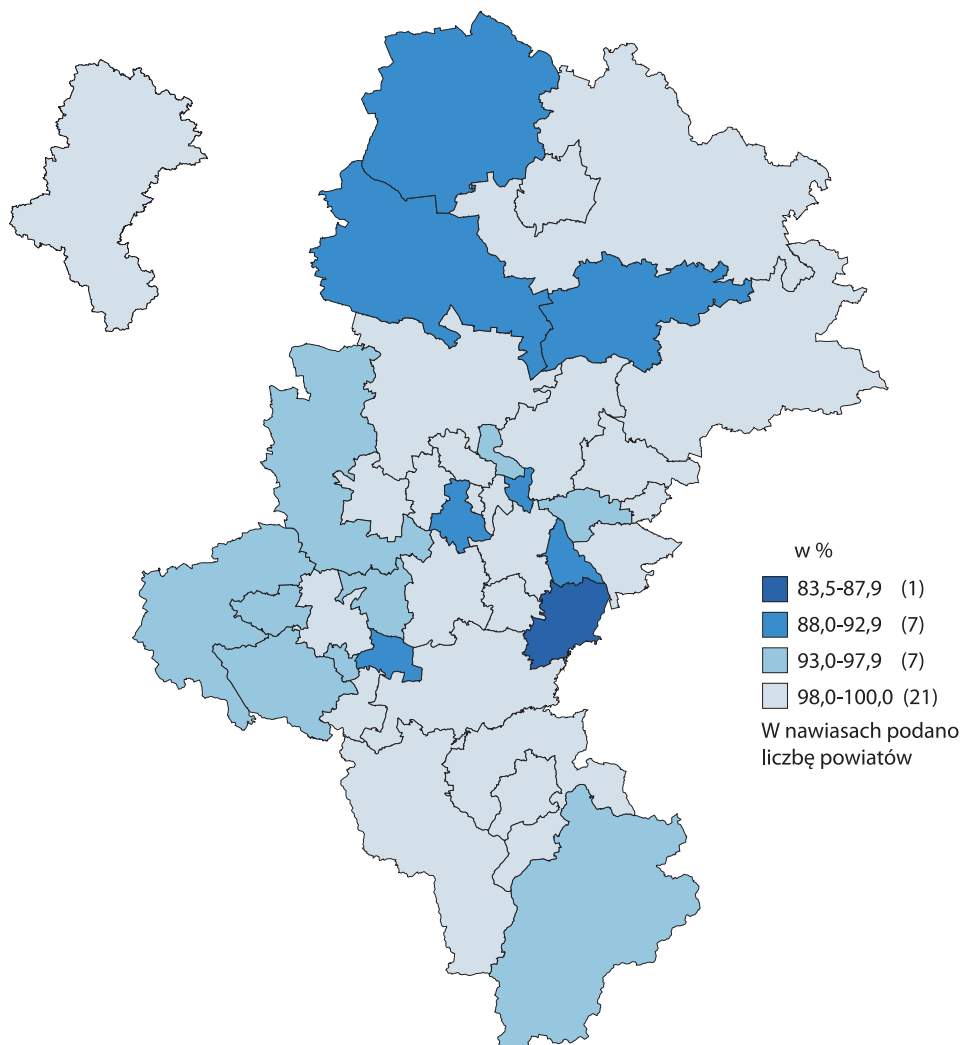 w %
83,5-87,9 (1)
88,0-92,9 (7)
93,0-97,9 (7)
98,0-100,0 (21)
W nawiasach podano
liczbę powiatów